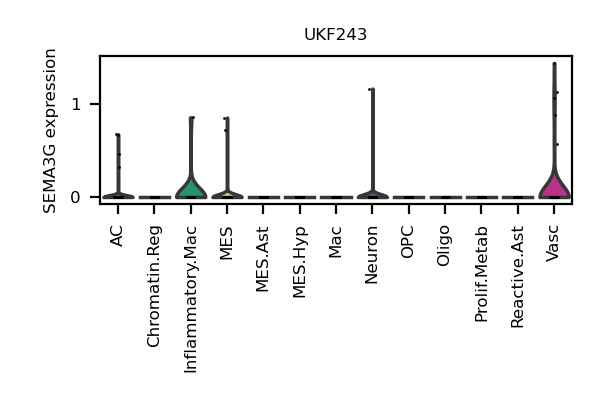 UKF243
SEMA3G expression
1
0
AC
Chromatin.Reg
Inflammatory.Mac
MES
MES.Ast
MES.Hyp
Mac
Neuron
OPC
Oligo
Prolif.Metab
Reactive.Ast
Vasc